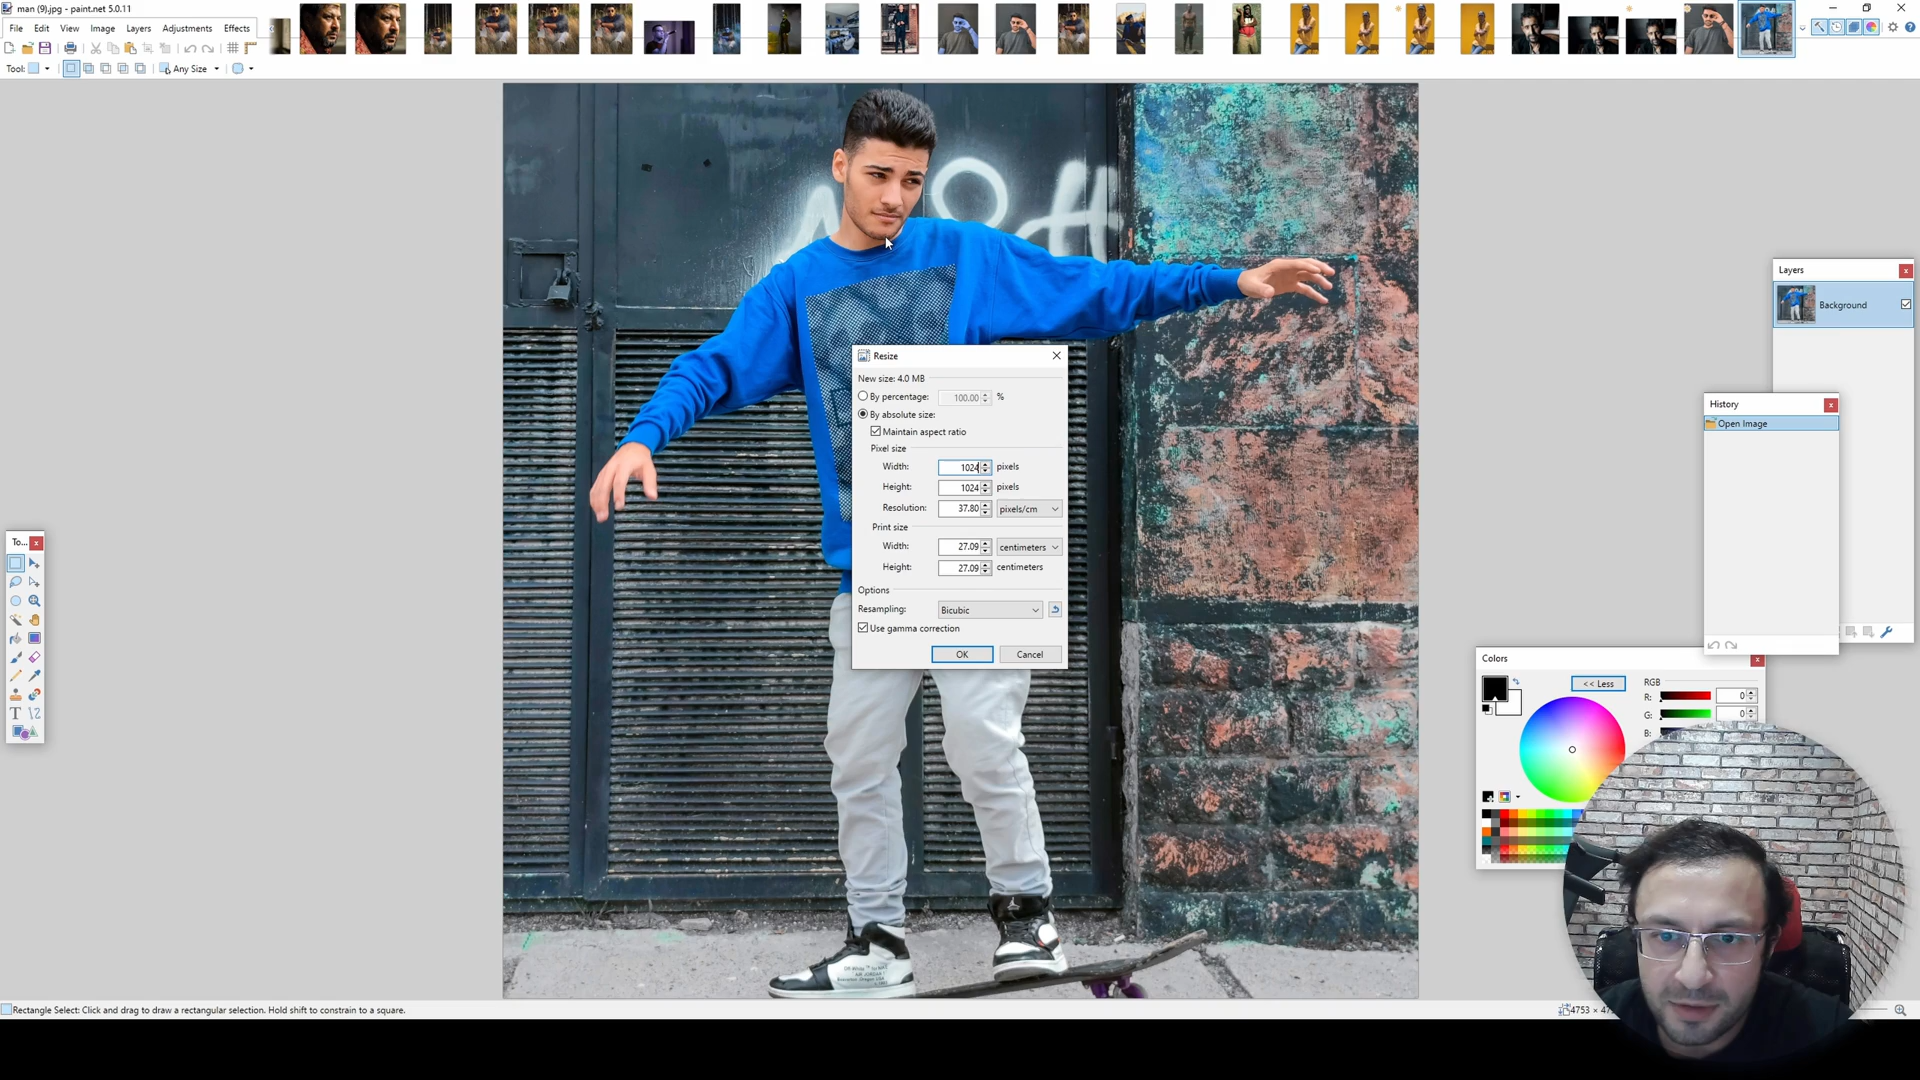 man (9).jpg - paint.net 5.0.11
File Edit View Image Layers Adjustments Effects
Tool: Any Size
Resize
New size: 4.0 MB
By percentage: 100.00 %
By absolute size:
Maintain aspect ratio
Pixel size
Width: 1024 pixels
Height: 1024 pixels
Resolution: 37.80 pixels/cm
Print size
Width: 27.09 centimeters
Height: 27.09 centimeters
Options
Resampling: Bicubic
Use gamma correction
OK Cancel
Layers
Background
History
Open Image
To...
Colors
<< Less
RGB
R: 0
G: 0
B:
Rectangle Select: Click and drag to draw a rectangular selection. Hold shift to constrain to a square.
4753 × 47